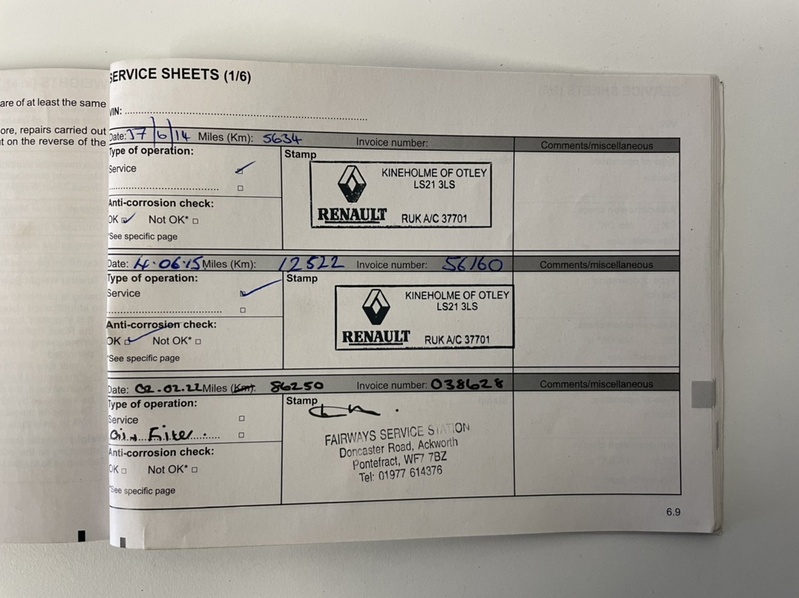 are of at least the same
ore, repairs carried out
t on the reverse of the
SERVICE SHEETS (1/6)
VIN:
Date: 17/6/14 Miles (Km): 5634 Invoice number: Comments/miscellaneous
Type of operation: Stamp
Service
Anti-corrosion check:
OK Not OK*
*See specific page
KINEHOLME OF OTLEY
LS21 3LS
RENAULT RUK A/C 37701
Date: 4.06.15 Miles (Km): 12522 Invoice number: 56160 Comments/miscellaneous
Type of operation: Stamp
Service
Anti-corrosion check:
OK Not OK*
*See specific page
KINEHOLME OF OTLEY
LS21 3LS
RENAULT RUK A/C 37701
Date: 02.02.22 Miles (Km): 86250 Invoice number: 038628 Comments/miscellaneous
Type of operation: Stamp
Service
Anti-corrosion check:
OK Not OK*
*See specific page
FAIRWAYS SERVICE STATION
Doncaster Road, Ackworth
Pontefract, WF7 7BZ
Tel: 01977 614376
6.9